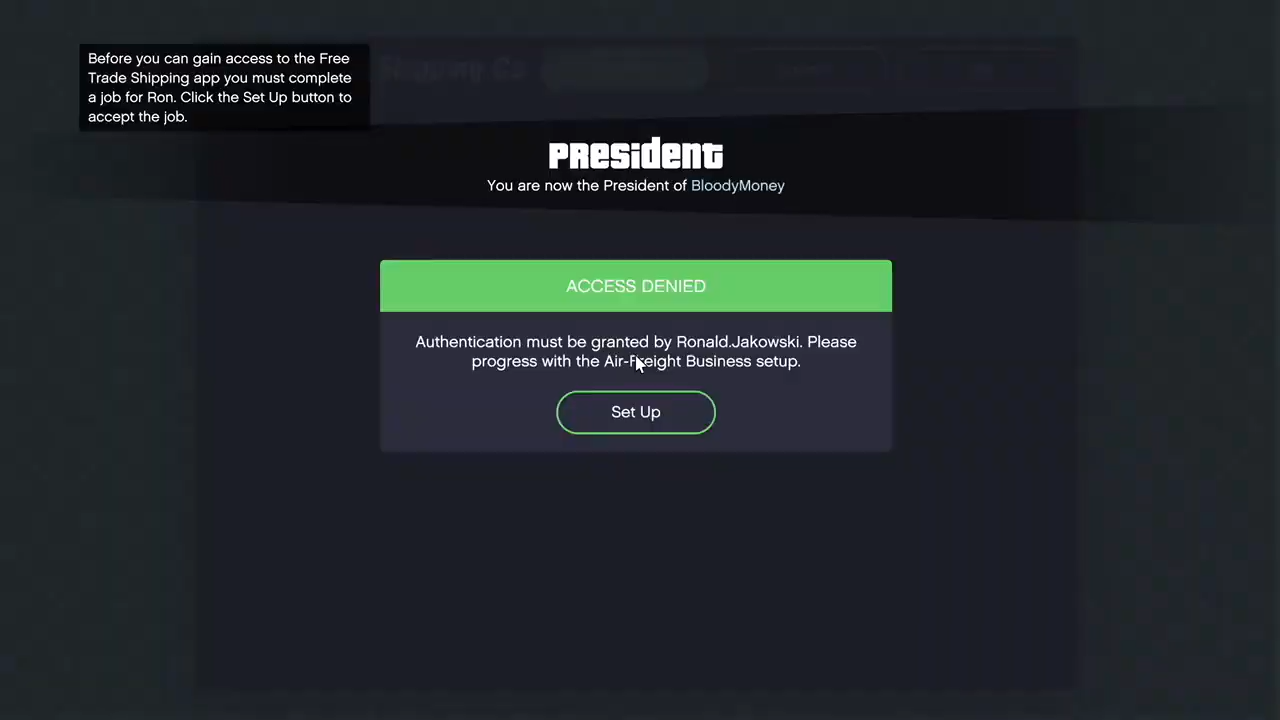 Before you can gain access to the Free
Trade Shipping app you must complete
a job for Ron. Click the Set Up button to
accept the job.
PRESIDENT
You are now the President of BloodyMoney
ACCESS DENIED
Authentication must be granted by Ronald.Jakowski. Please
progress with the Air-Freight Business setup.
Set Up